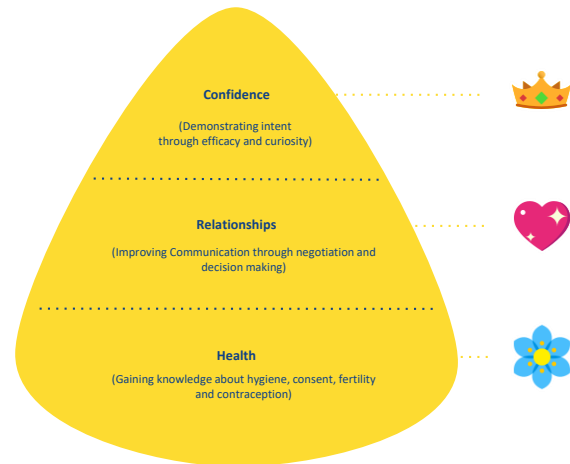 Confidence
(Demonstrating intent
through efficacy and curiosity)
Relationships
(Improving Communication through negotiation and
decision making)
Health
(Gaining knowledge about hygiene, consent, fertility
and contraception)